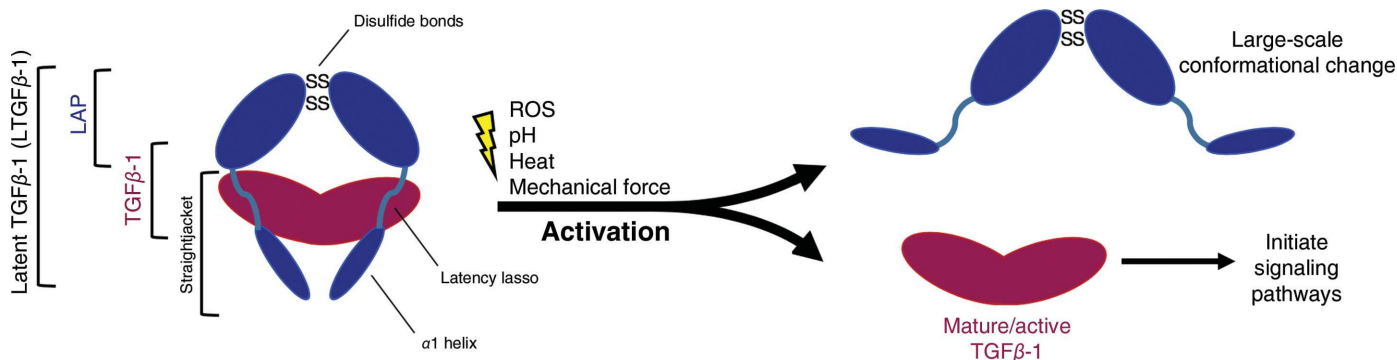 Disulfide bonds
Latent TGFβ-1 (LTGFβ-1)
LAP
TGFβ-1
Straightjacket
SS
SS
Latency lasso
α1 helix
ROS
pH
Heat
Mechanical force
Activation
SS
SS
Large-scale
conformational change
Mature/active
TGFβ-1
Initiate
signaling
pathways